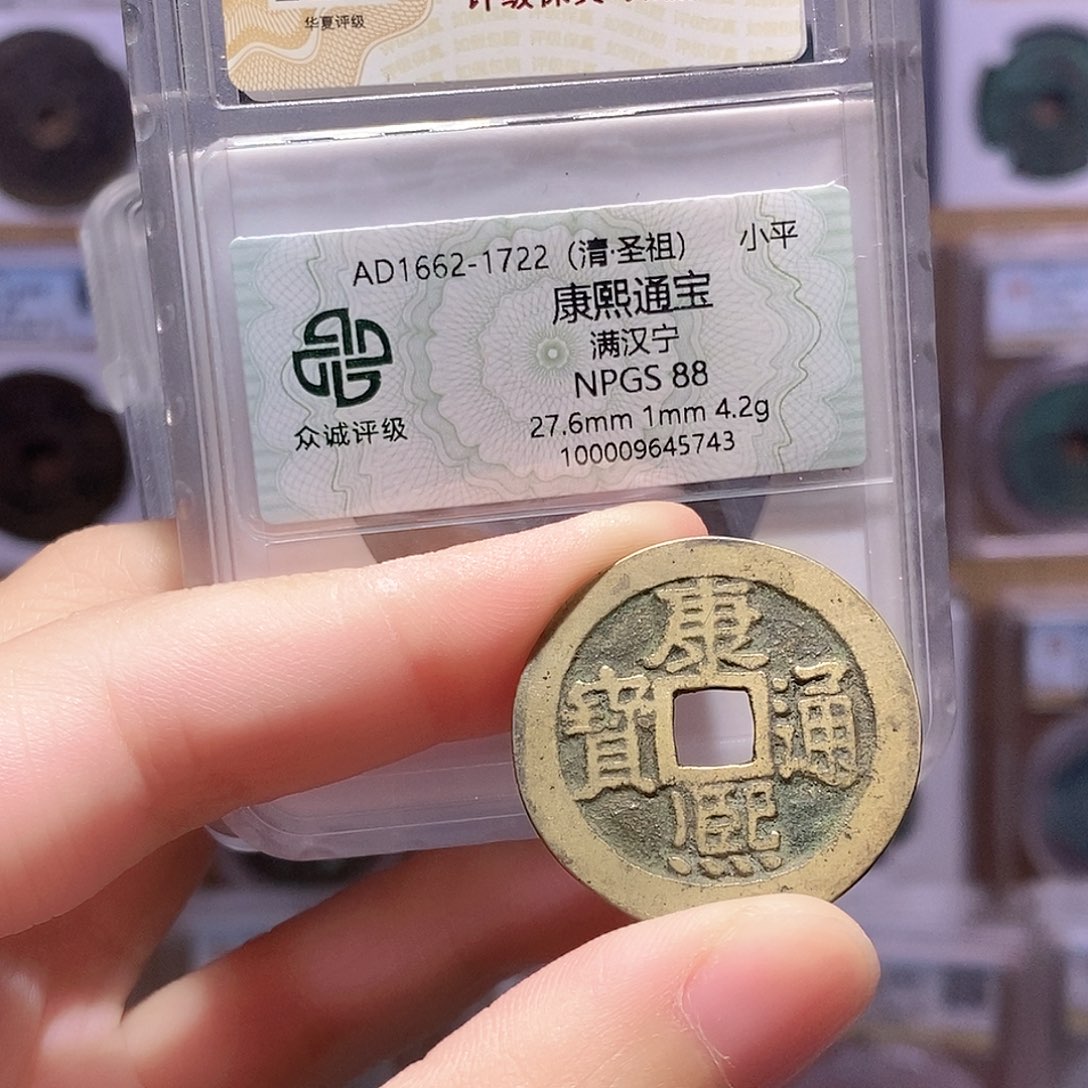 华夏评级
AD1662-1722（清·圣祖） 小平
康熙通宝
满汉宁
NPGS 88
27.6mm 1mm 4.2g
100009645743
众诚评级
康熙通寶